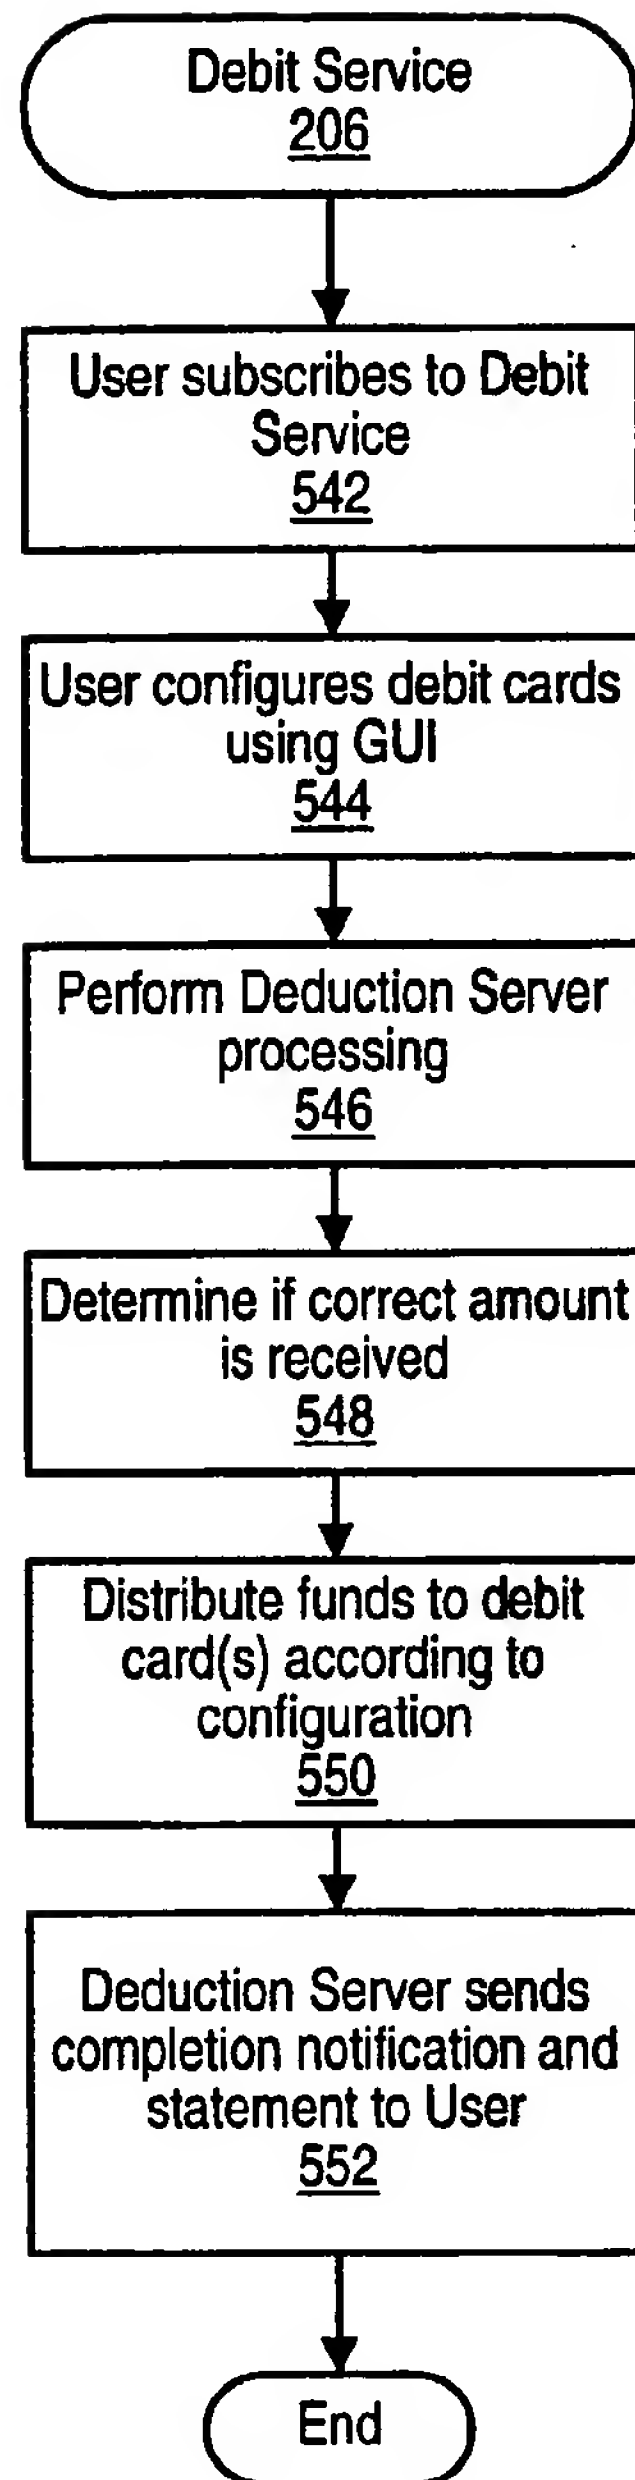 Debit Service
206
User subscribes to Debit
Service
542
User configures debit cards
using GUI
544
Perform Deduction Server
processing
546
Determine if correct amount
is received
548
Distribute funds to debit
card(s) according to
configuration
550
Deduction Server sends
completion notification and
statement to User
552
End